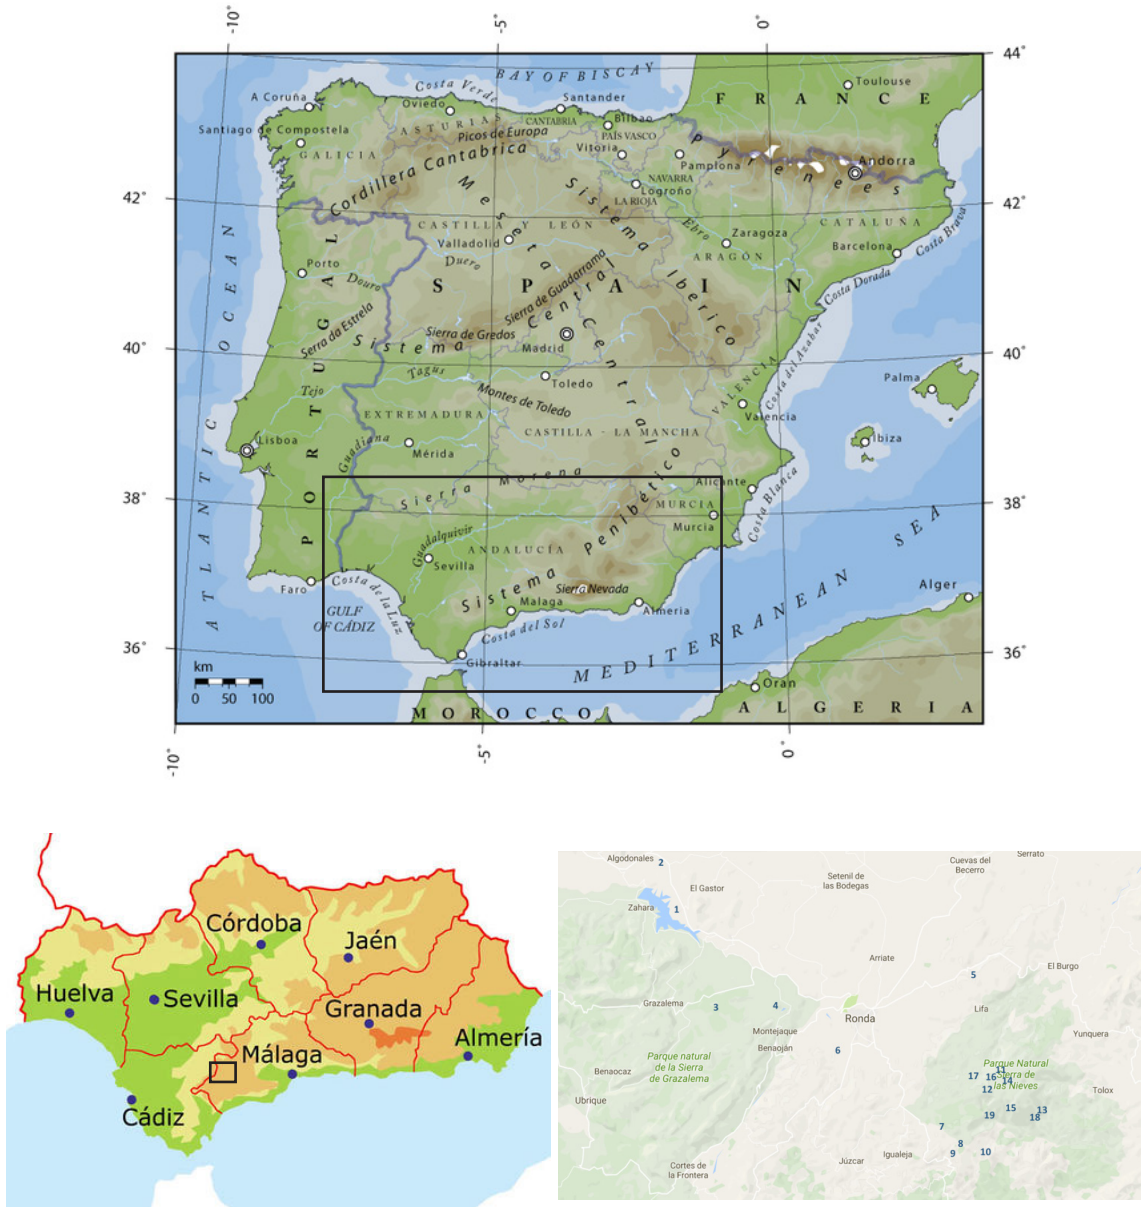 -10°
-5°
0°
44°
BAY OF BISCAY
Costa Verde
Toulouse
FRANCE
A Coruña
Oviedo
Santander
Bilbao
ASTURIAS
CANTABRIA
Picos de Europa
PAÍS VASCO
Santiago de Compostela
Vitoria
Pamplona
Pyrenees
Andorra
GALICIA
Cordillera Cantabrica
NAVARRA
Logroño
LA RIOJA
42°
42°
Meseta Central
Sistema Iberico
CASTILLA Y LEÓN
Ebro
Zaragoza
CATALUÑA
Costa Brava
Valladolid
Barcelona
Duero
ARAGÓN
Porto
Douro
Costa Dorada
SPAIN
Sierra de Guadarrama
Sistema Central
Sierra de Gredos
Serra da Estrela
Madrid
PORTUGAL
ATLANTIC OCEAN
40°
40°
Costa del Azahar
Tagus
Toledo
Palma
Tejo
Montes de Toledo
VALENCIA
Valencia
EXTREMADURA
CASTILLA - LA MANCHA
Lisboa
Guadiana
Mérida
Ibiza
Sierra Morena
Alicante
Costa Blanca
38°
38°
MURCIA
Murcia
Sistema Penibético
Guadalquivir
ANDALUCÍA
Sevilla
MEDITERRANEAN SEA
Faro
Costa de la Luz
Sierra Nevada
Alger
GULF
OF CÁDIZ
Malaga
Almeria
Costa del Sol
36°
36°
Gibraltar
km
0 50 100
Oran
MOROCCO
ALGERIA
-10°
-5°
0°
Córdoba
Jaén
Huelva
Sevilla
Granada
Almería
Málaga
Cádiz
Algodonales
2
El Gastor
Setenil de
las Bodegas
Cuevas del
Becerro
Serrato
Zahara
1
Arriate
5
El Burgo
Grazalema
3
4
Ronda
Lifa
Montejaque
Benaoján
6
Yunquera
Parque natural
de la Sierra
de Grazalema
Parque Natural
Sierra de
las Nieves
Benaocaz
11
17
16
14
12
Tolox
Ubrique
15
13
19
18
7
8
9
10
Igualeja
Júzcar
Cortes de
la Frontera